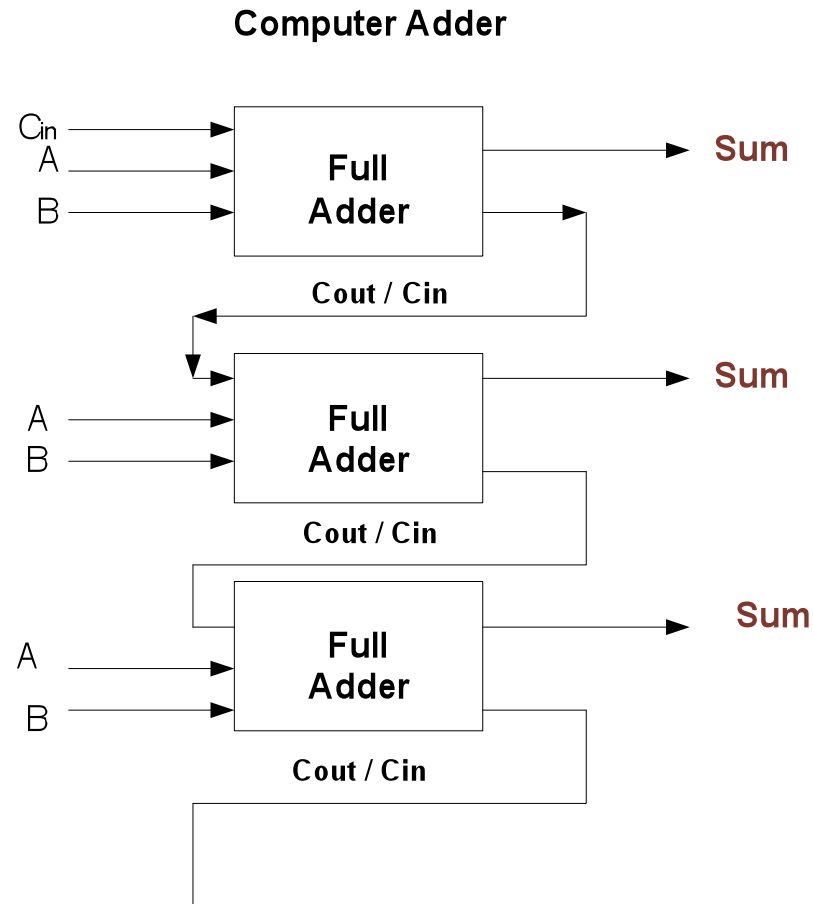 Computer Adder
Cin
A
B
Full
Adder
Sum
Cout / Cin
A
B
Full
Adder
Sum
Cout / Cin
A
B
Full
Adder
Sum
Cout / Cin